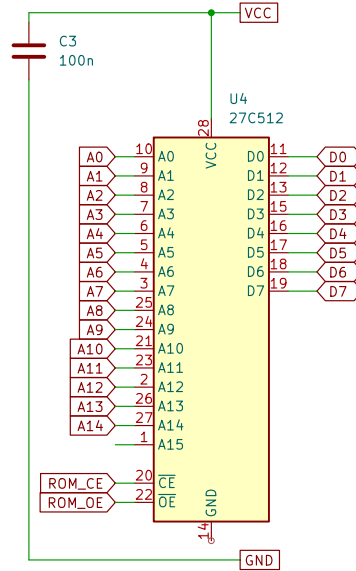 VCC
C3
100n
U4
27C512
28
VCC
A0 10 A0 D0 11 D0
A1 9 A1 D1 12 D1
A2 8 A2 D2 13 D2
A3 7 A3 D3 15 D3
A4 6 A4 D4 16 D4
A5 5 A5 D5 17 D5
A6 4 A6 D6 18 D6
A7 3 A7 D7 19 D7
A8 25 A8
A9 24 A9
A10 21 A10
A11 23 A11
A12 2 A12
A13 26 A13
A14 27 A14
1 A15
ROM_CE 20 CE
ROM_OE 22 OE
GND
14
GND